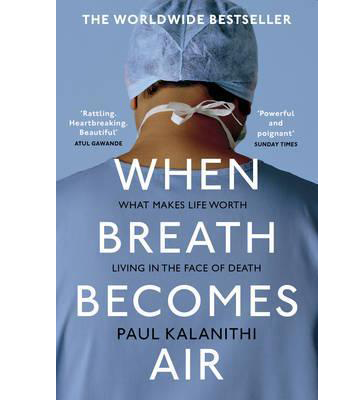 THE WORLDWIDE BESTSELLER
‘Rattling.
Heartbreaking.
Beautiful’
ATUL GAWANDE
‘Powerful
and
poignant’
SUNDAY TIMES
WHEN
WHAT MAKES LIFE WORTH
BREATH
LIVING IN THE FACE OF DEATH
BECOMES
PAUL KALANITHI
AIR